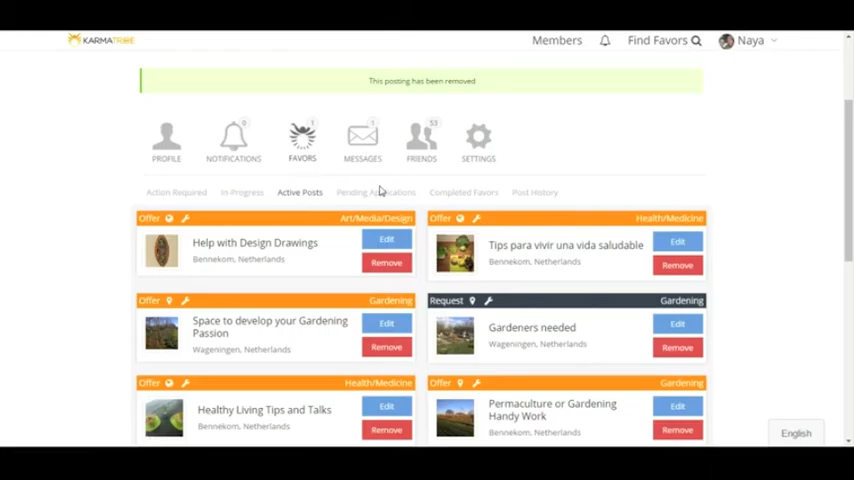 KARMATRIBE
Members
Find Favors
Naya
This posting has been removed
0
1
1
53
PROFILE
NOTIFICATIONS
FAVORS
MESSAGES
FRIENDS
SETTINGS
Action Required
In-Progress
Active Posts
Pending Applications
Completed Favors
Post History
Offer
Art/Media/Design
Help with Design Drawings
Bennekom, Netherlands
Edit
Remove
Offer
Health/Medicine
Tips para vivir una vida saludable
Bennekom, Netherlands
Edit
Remove
Offer
Gardening
Space to develop your Gardening
Passion
Wageningen, Netherlands
Edit
Remove
Request
Gardening
Gardeners needed
Wageningen, Netherlands
Edit
Remove
Offer
Health/Medicine
Healthy Living Tips and Talks
Bennekom, Netherlands
Edit
Remove
Offer
Gardening
Permaculture or Gardening
Handy Work
Bennekom, Netherlands
Edit
Remove
English